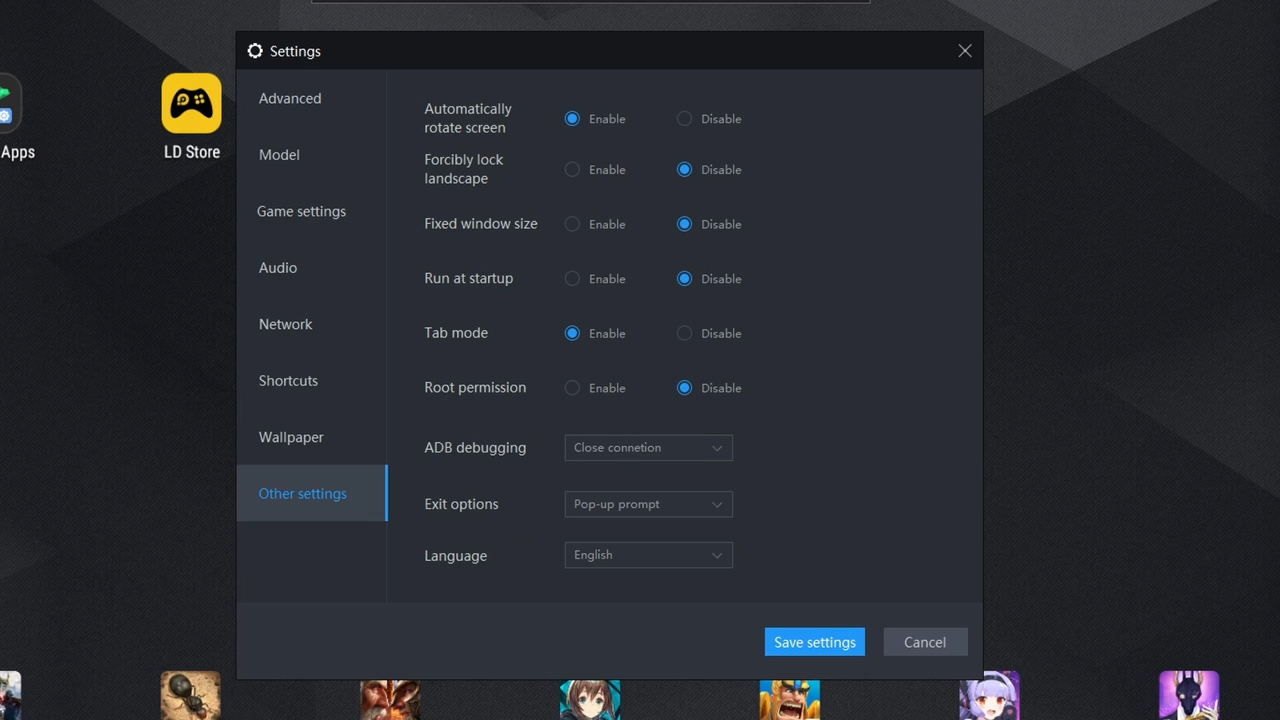 Settings
Apps
LD Store
Advanced
Model
Game settings
Audio
Network
Shortcuts
Wallpaper
Other settings
Automatically
rotate screen
Enable
Disable
Forcibly lock
landscape
Enable
Disable
Fixed window size
Enable
Disable
Run at startup
Enable
Disable
Tab mode
Enable
Disable
Root permission
Enable
Disable
ADB debugging
Close connetion
Exit options
Pop-up prompt
Language
English
Save settings
Cancel